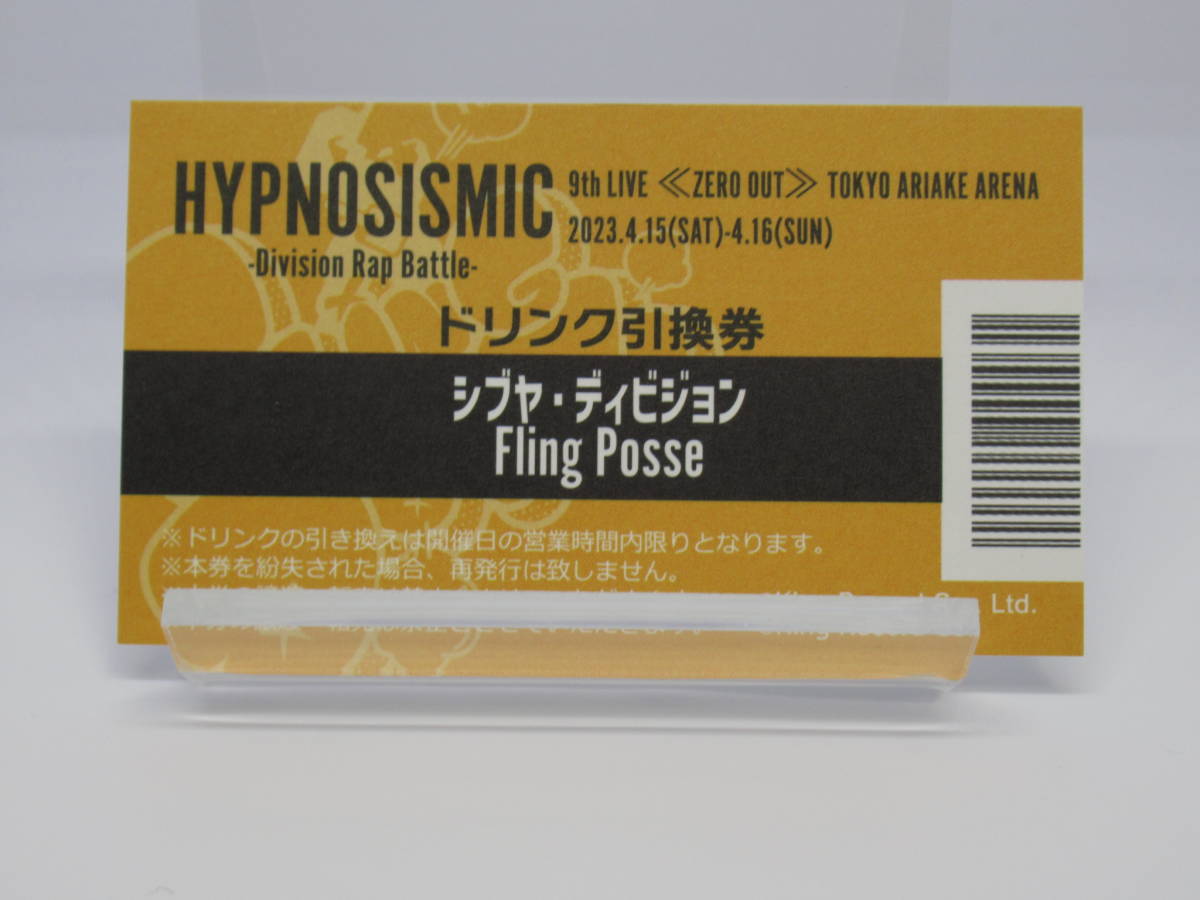 HYPNOSISMIC
-Division Rap Battle-
9th LIVE ≪ZERO OUT≫ TOKYO ARIAKE ARENA
2023.4.15(SAT)-4.16(SUN)
ドリンク引換券
シブヤ・ディビジョン
Fling Posse
※ドリンクの引き換えは開催日の営業時間内限りとなります。
※本券を紛失された場合、再発行は致しません。
Ltd.